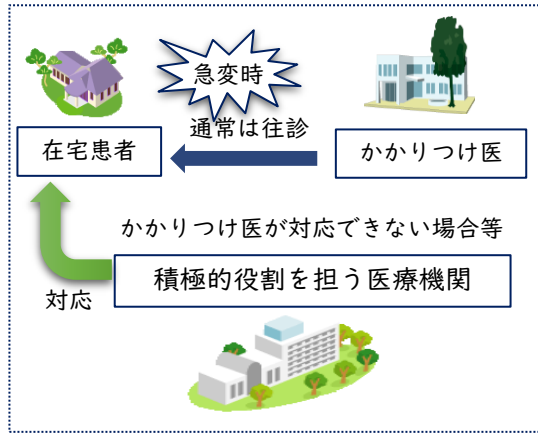 急変時
通常は往診
在宅患者
かかりつけ医
かかりつけ医が対応できない場合等
積極的役割を担う医療機関
対応